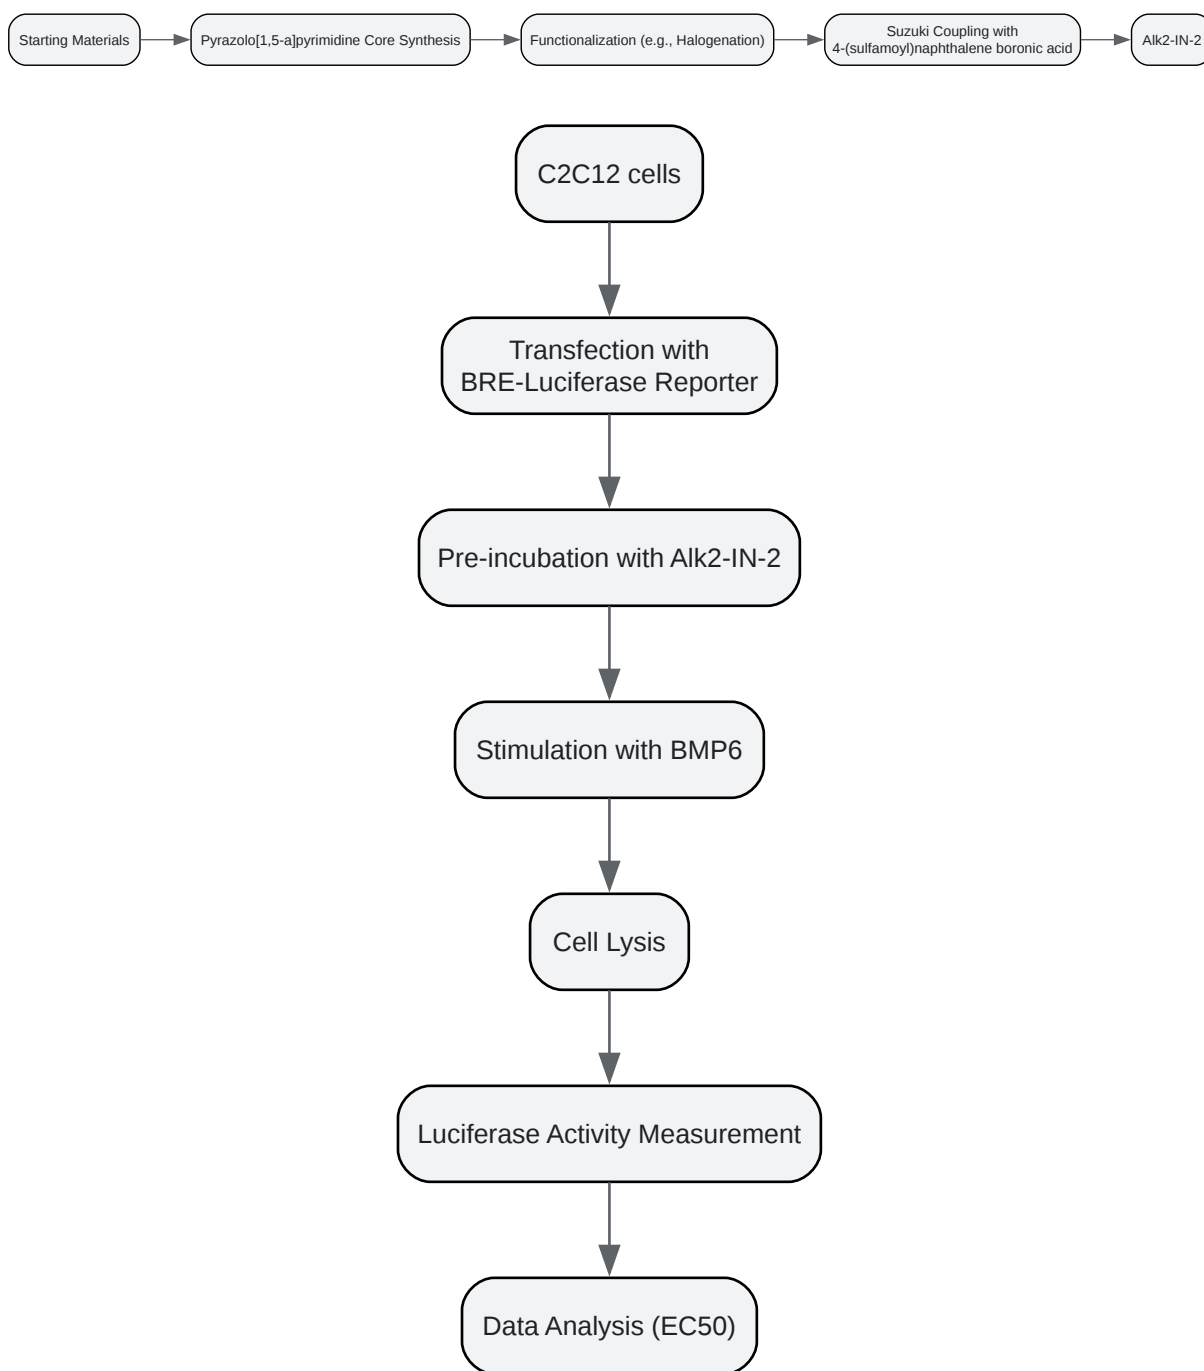 Starting Materials
Pyrazolo[1,5-a]pyrimidine Core Synthesis
Functionalization (e.g., Halogenation)
Suzuki Coupling with
4-(sulfamoyl)naphthalene boronic acid
Alk2-IN-2
C2C12 cells
Transfection with
BRE-Luciferase Reporter
Pre-incubation with Alk2-IN-2
Stimulation with BMP6
Cell Lysis
Luciferase Activity Measurement
Data Analysis (EC50)